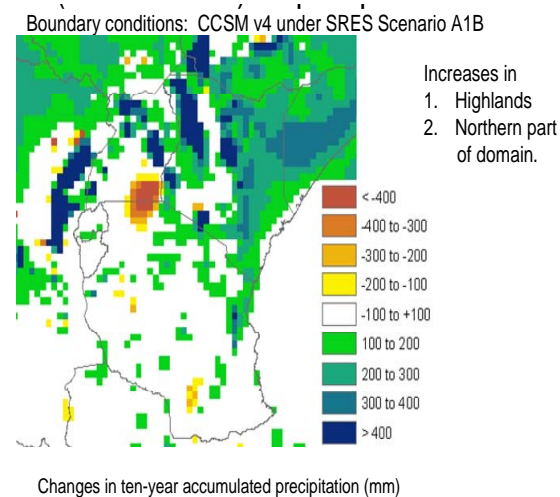 Boundary conditions: CCSM v4 under SRES Scenario A1B
Increases in
1. Highlands
2. Northern part
of domain.
< -400
-400 to -300
-300 to -200
-200 to -100
-100 to +100
100 to 200
200 to 300
300 to 400
> 400
Changes in ten-year accumulated precipitation (mm)